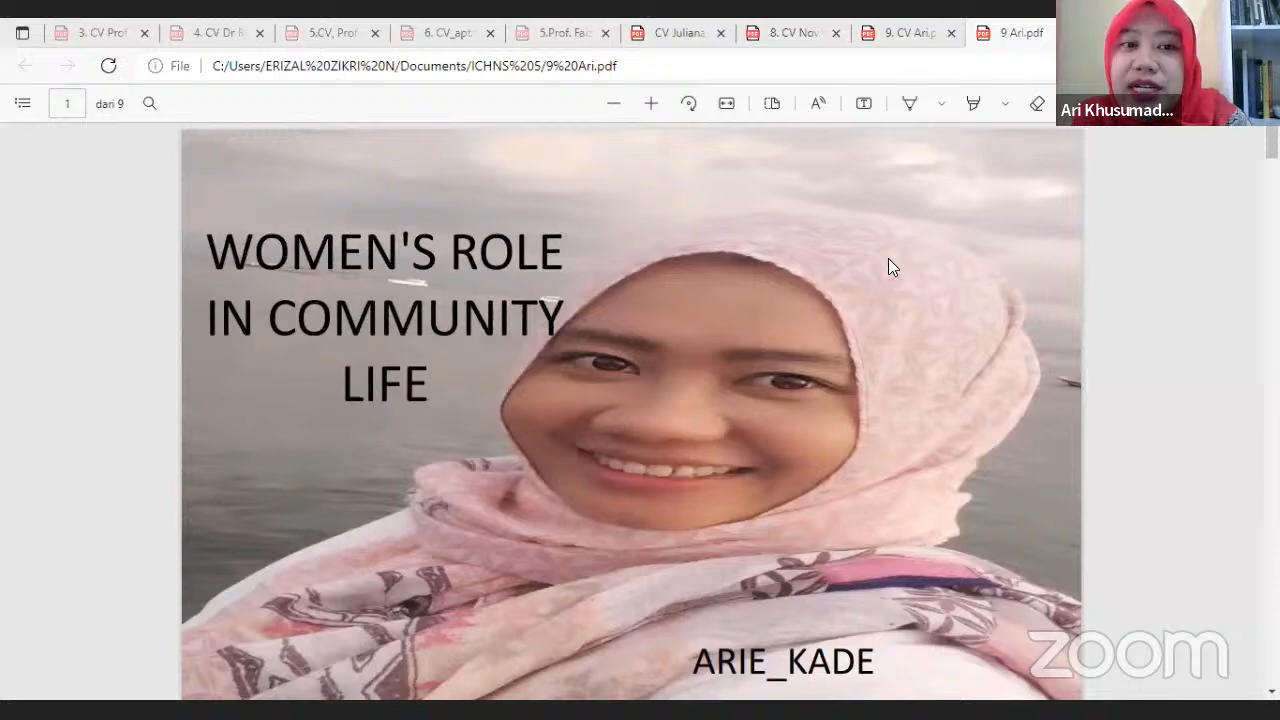 3. CV Prof
4. CV Dr R
5.CV, Prof
6. CV_apt
5.Prof. Fac
CV Juliana
8. CV Nov
9. CV Ari.p
9 Ari.pdf
File
C:/Users/ERIZAL%20ZIKRI%20N/Documents/ICHNS%205/9%20Ari.pdf
1
dari 9
Ari Khusumad...
WOMEN'S ROLE
IN COMMUNITY
LIFE
ARIE_KADE
zoom